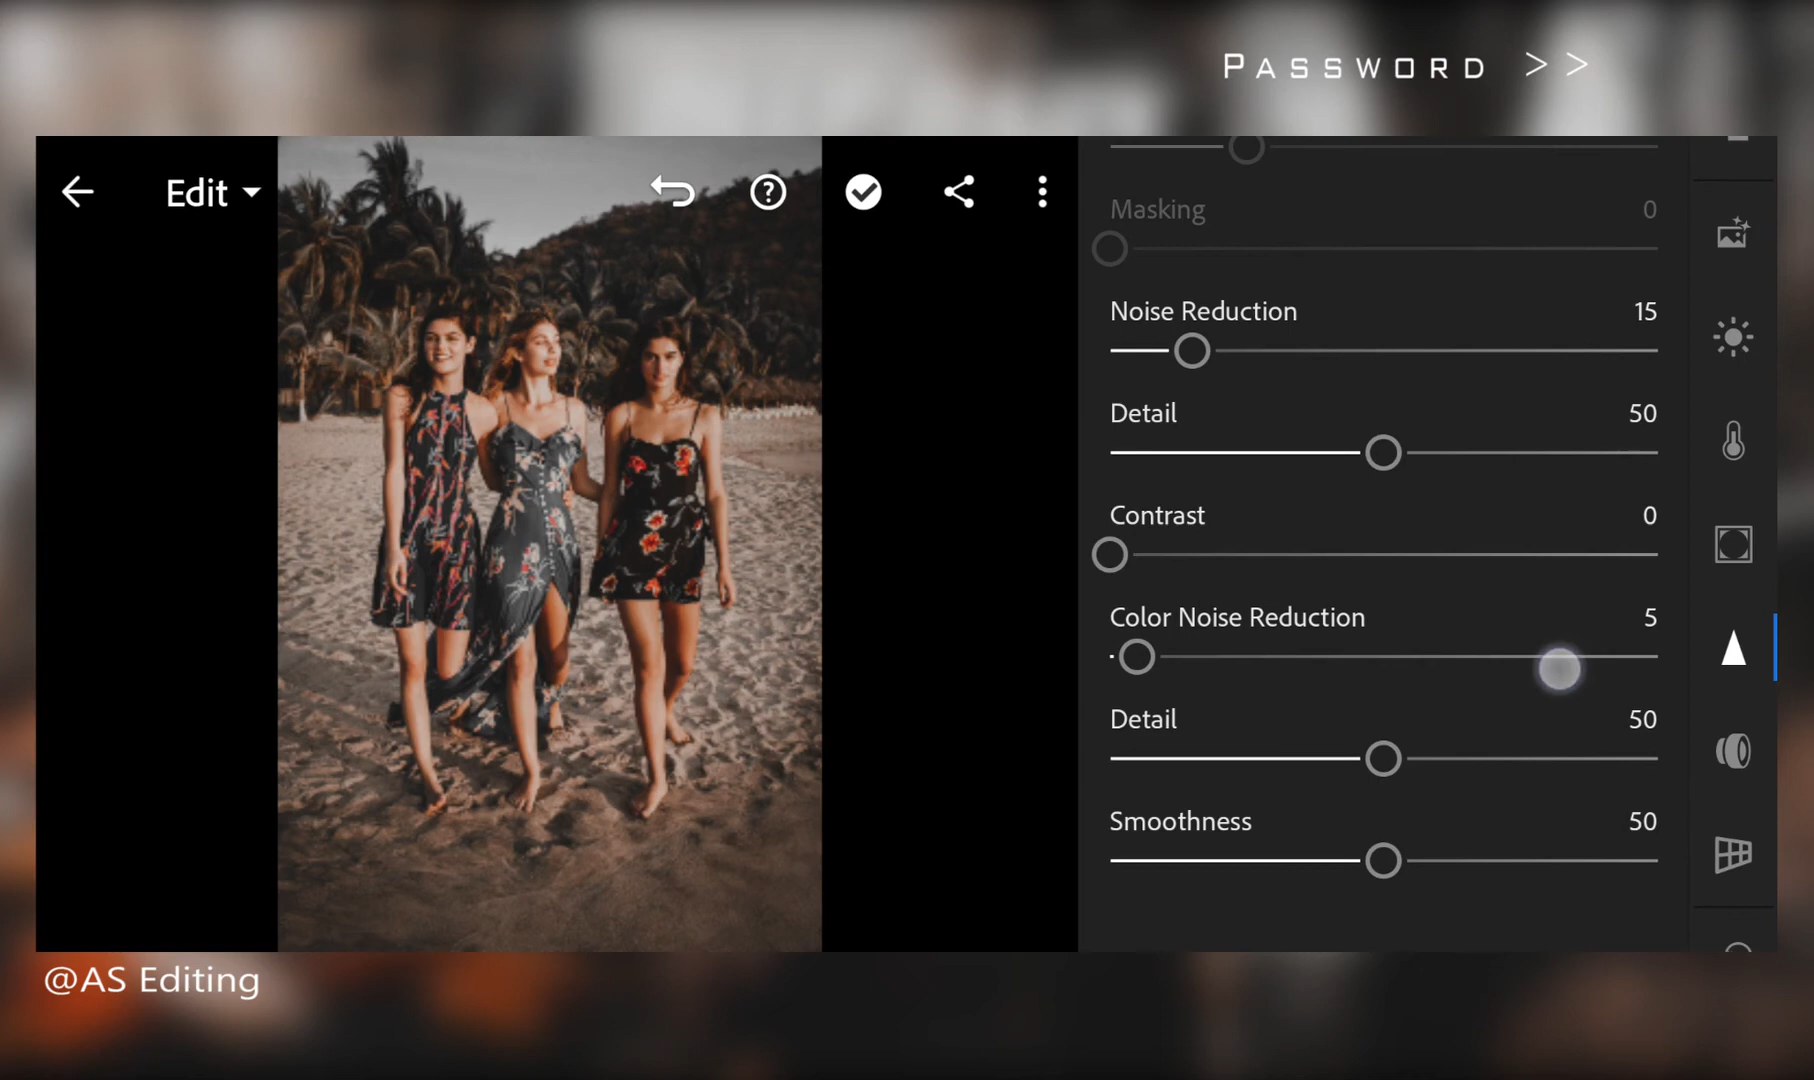 PASSWORD >>
Edit
Masking 0
Noise Reduction 15
Detail 50
Contrast 0
Color Noise Reduction 5
Detail 50
Smoothness 50
@AS Editing